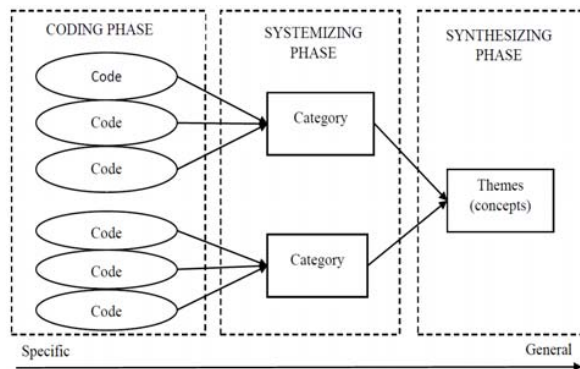 CODING PHASE
Code
Code
Code
Code
Code
Code
SYSTEMIZING
PHASE
Category
Category
SYNTHESIZING
PHASE
Themes
(concepts)
Specific
General